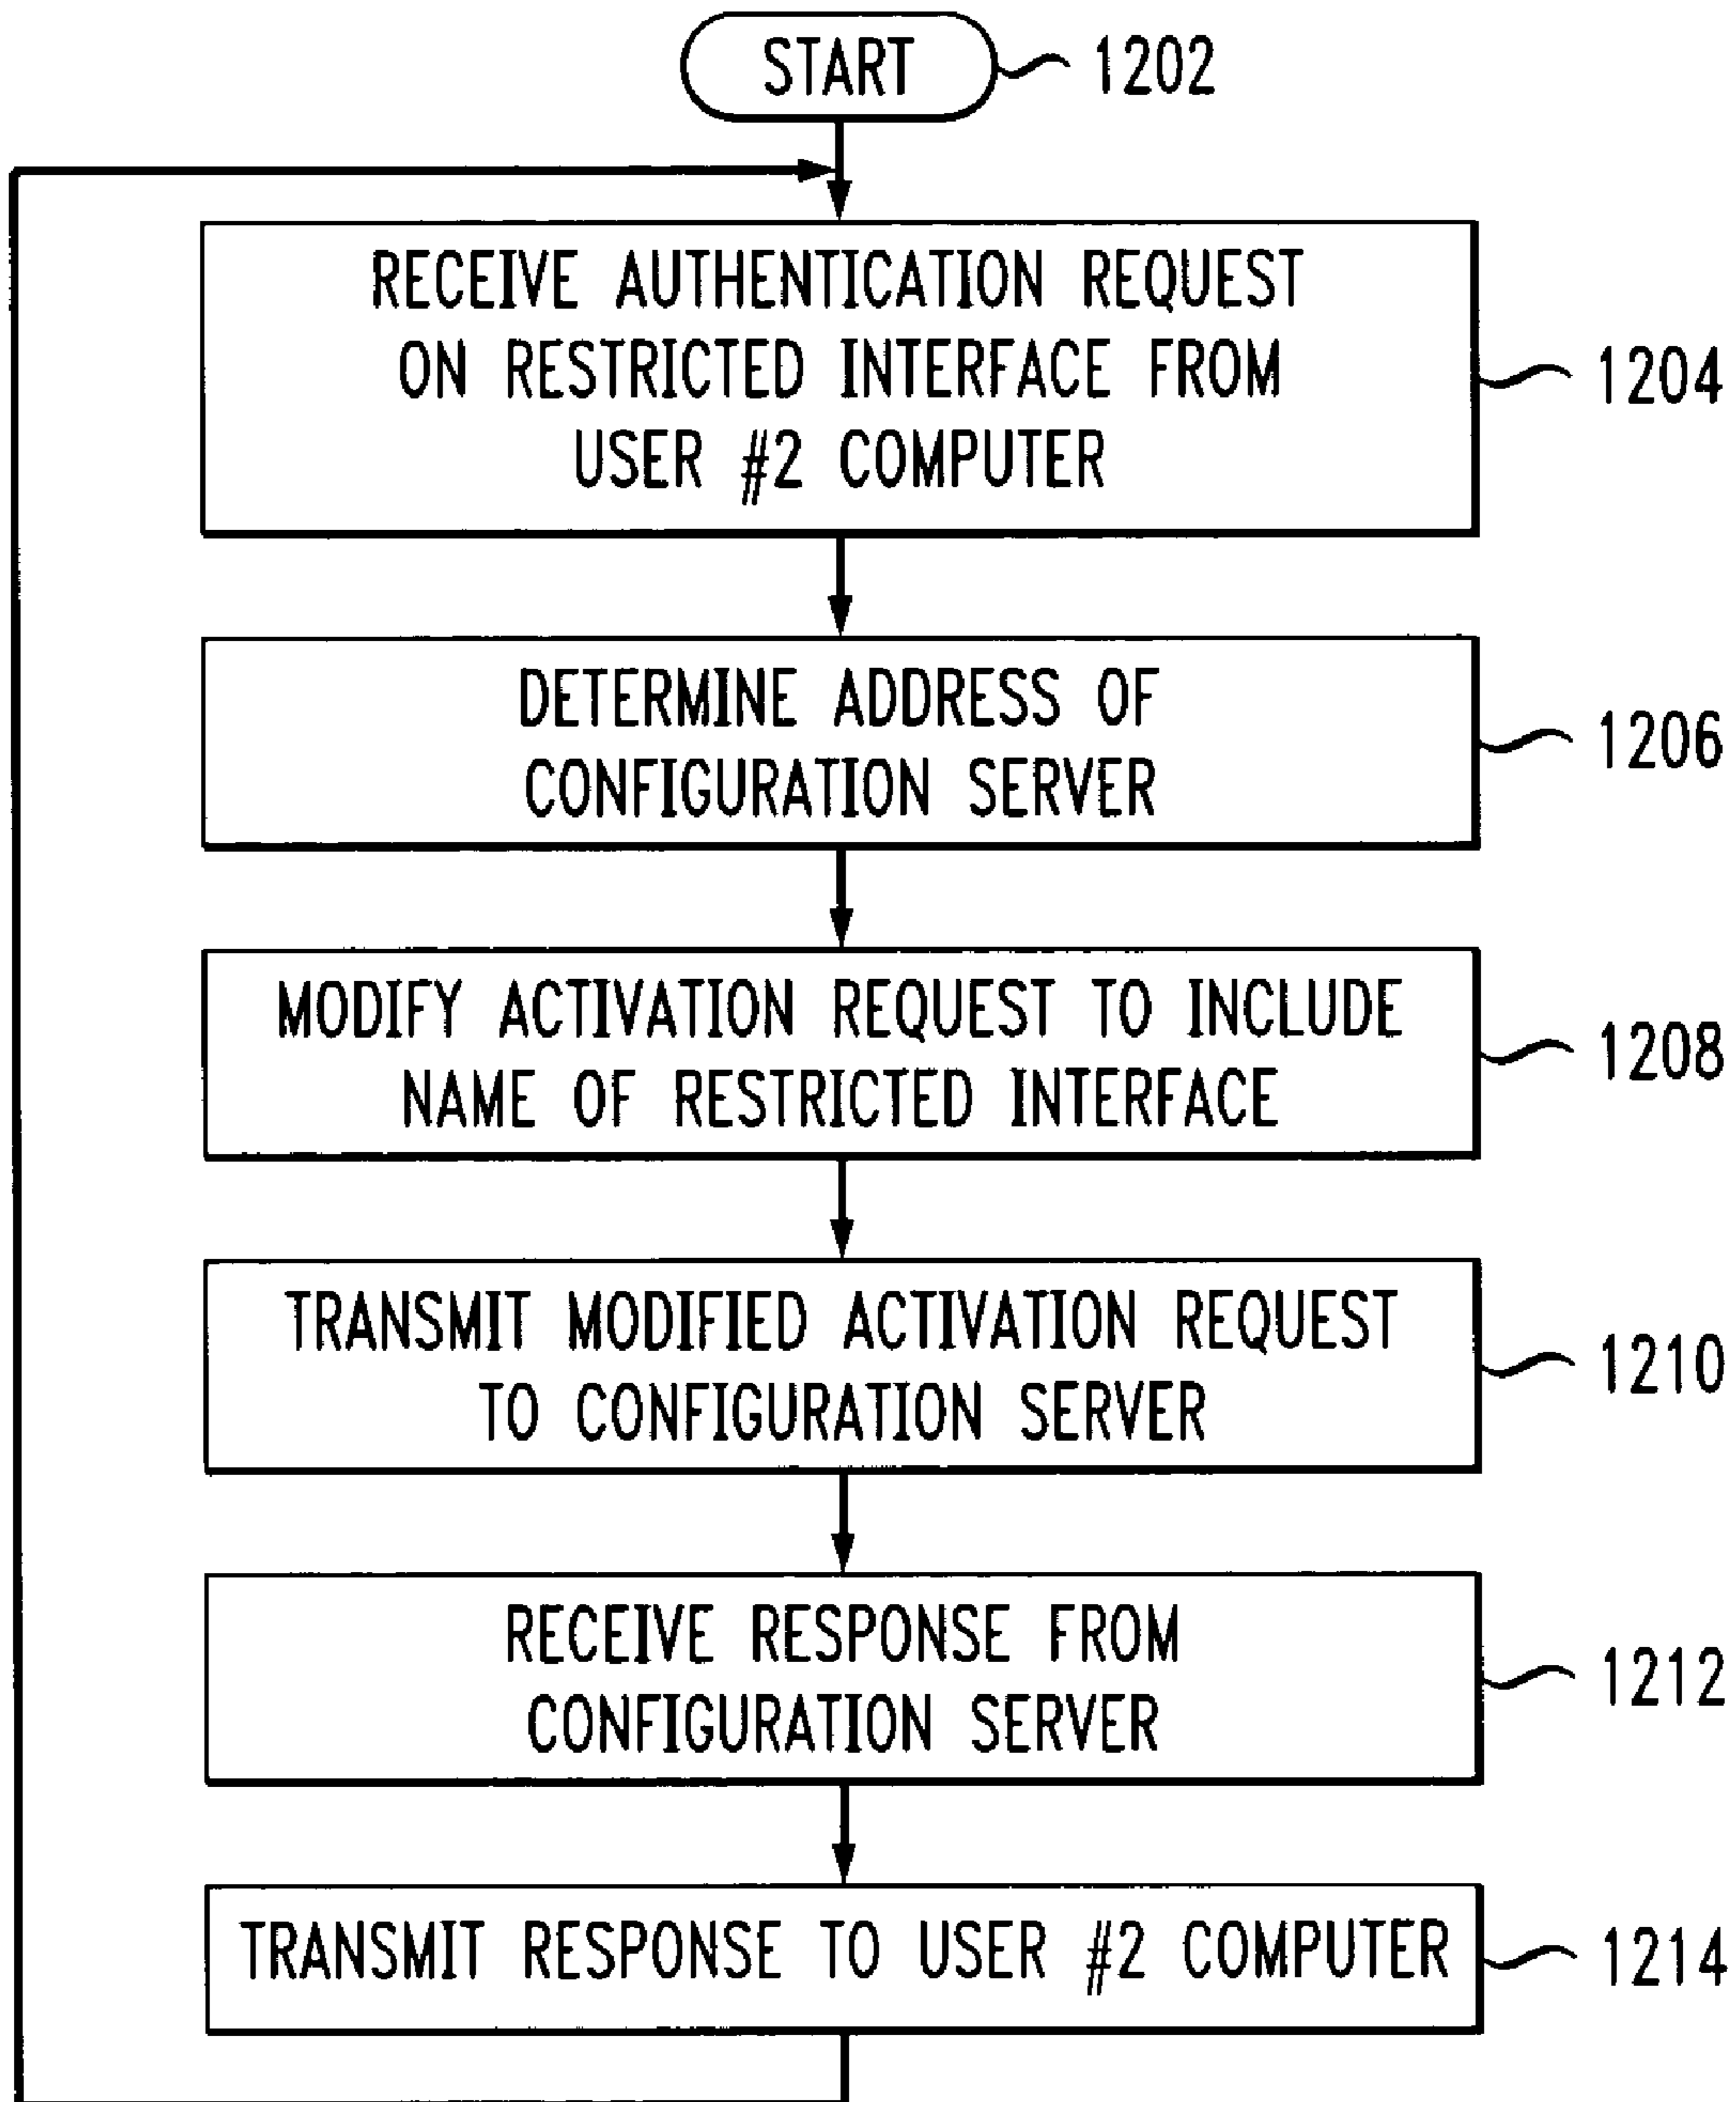 START
1202
RECEIVE AUTHENTICATION REQUEST
ON RESTRICTED INTERFACE FROM
USER #2 COMPUTER
1204
DETERMINE ADDRESS OF
CONFIGURATION SERVER
1206
MODIFY ACTIVATION REQUEST TO INCLUDE
NAME OF RESTRICTED INTERFACE
1208
TRANSMIT MODIFIED ACTIVATION REQUEST
TO CONFIGURATION SERVER
1210
RECEIVE RESPONSE FROM
CONFIGURATION SERVER
1212
TRANSMIT RESPONSE TO USER #2 COMPUTER
1214